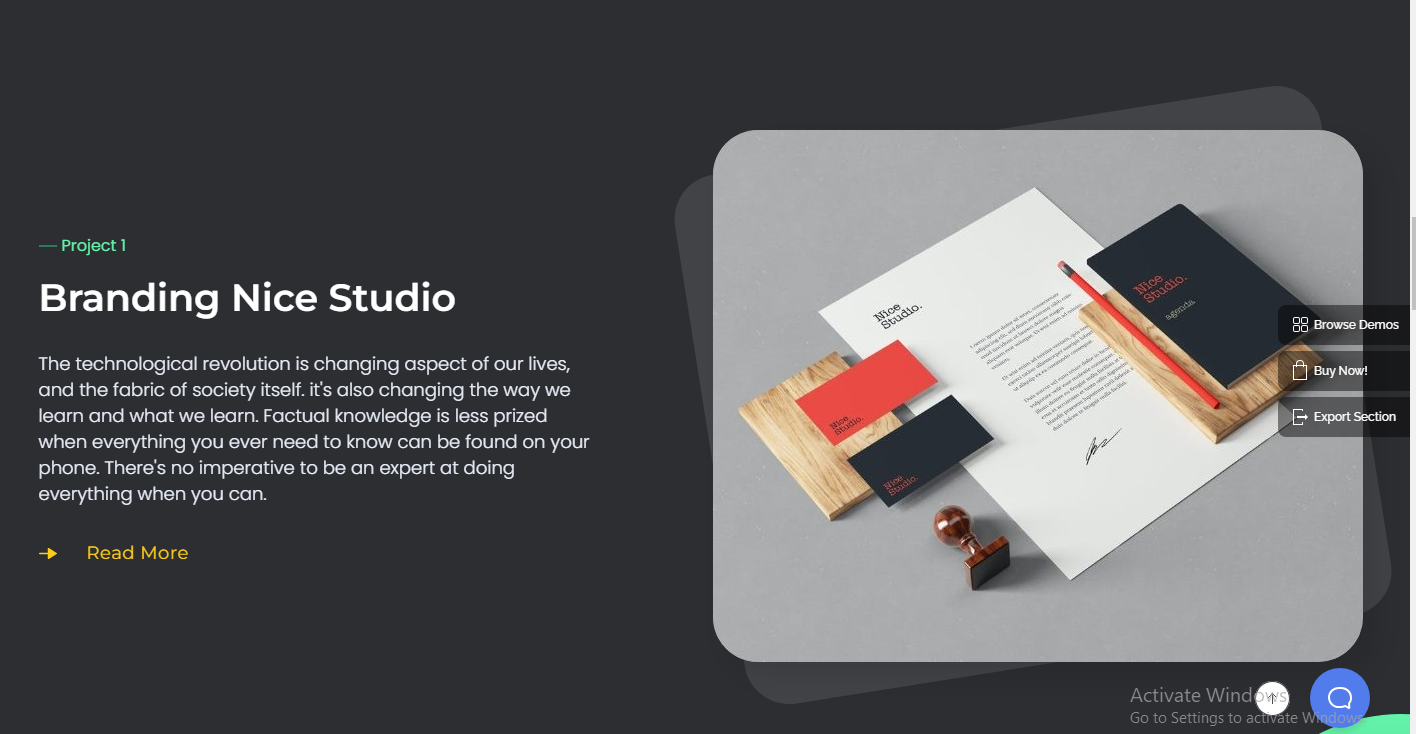 — Project 1
Branding Nice Studio
The technological revolution is changing aspect of our lives,
and the fabric of society itself. it's also changing the way we
learn and what we learn. Factual knowledge is less prized
when everything you ever need to know can be found on your
phone. There's no imperative to be an expert at doing
everything when you can.
Read More
Nice
Studio.
Nice
Studio.
agenda
Nice
Studio.
Nice
Studio.
Browse Demos
Buy Now!
Export Section
Activate Windows
Go to Settings to activate Windows.